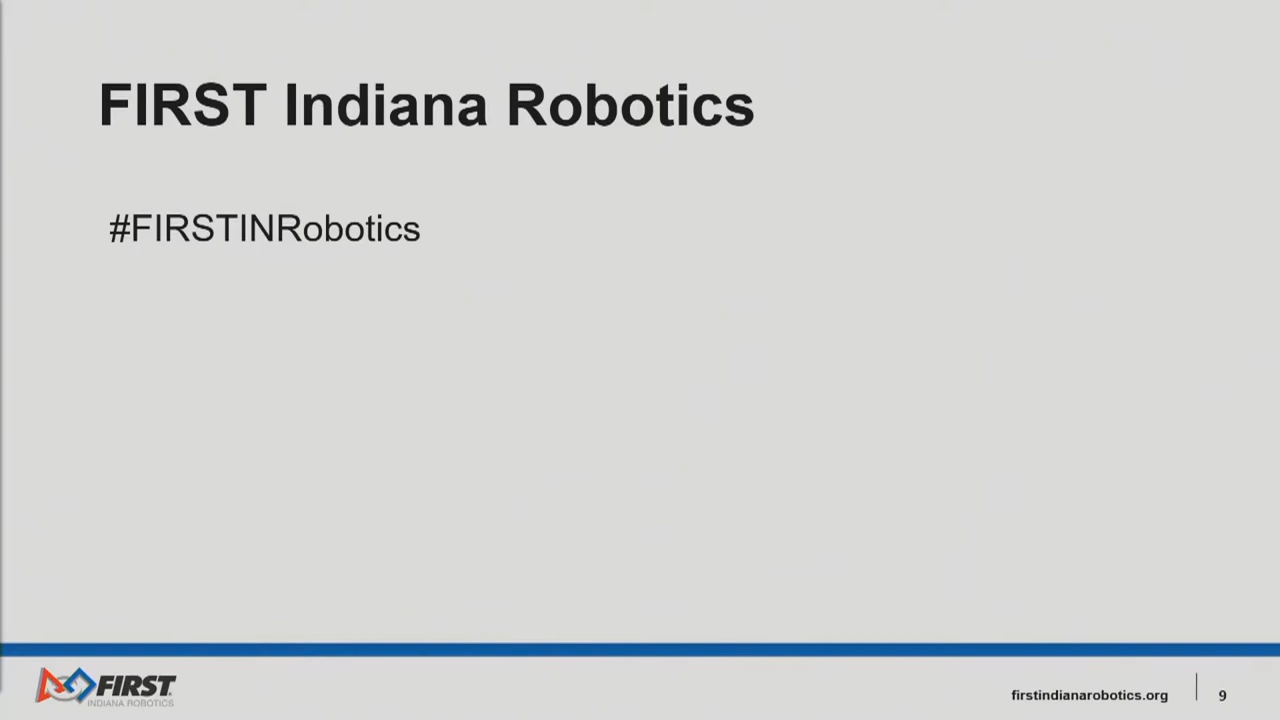 FIRST Indiana Robotics
#FIRSTINRobotics
FIRST
INDIANA ROBOTICS
firstindianarobotics.org
9